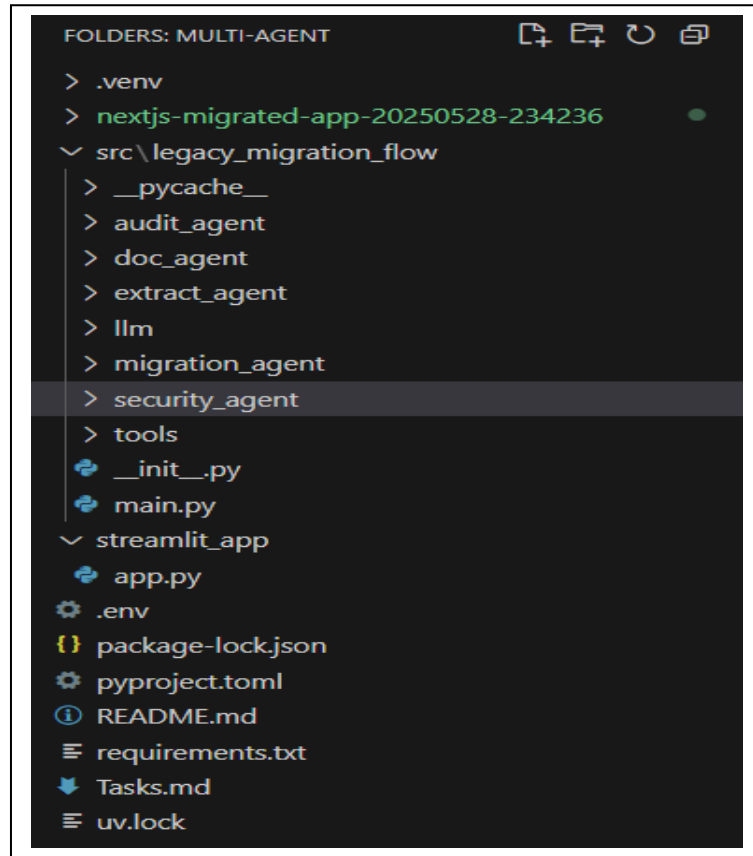 FOLDERS: MULTI-AGENT
.venv
nextjs-migrated-app-20250528-234236
src\legacy_migration_flow
__pycache__
audit_agent
doc_agent
extract_agent
llm
migration_agent
security_agent
tools
__init__.py
main.py
streamlit_app
app.py
.env
package-lock.json
pyproject.toml
README.md
requirements.txt
Tasks.md
uv.lock